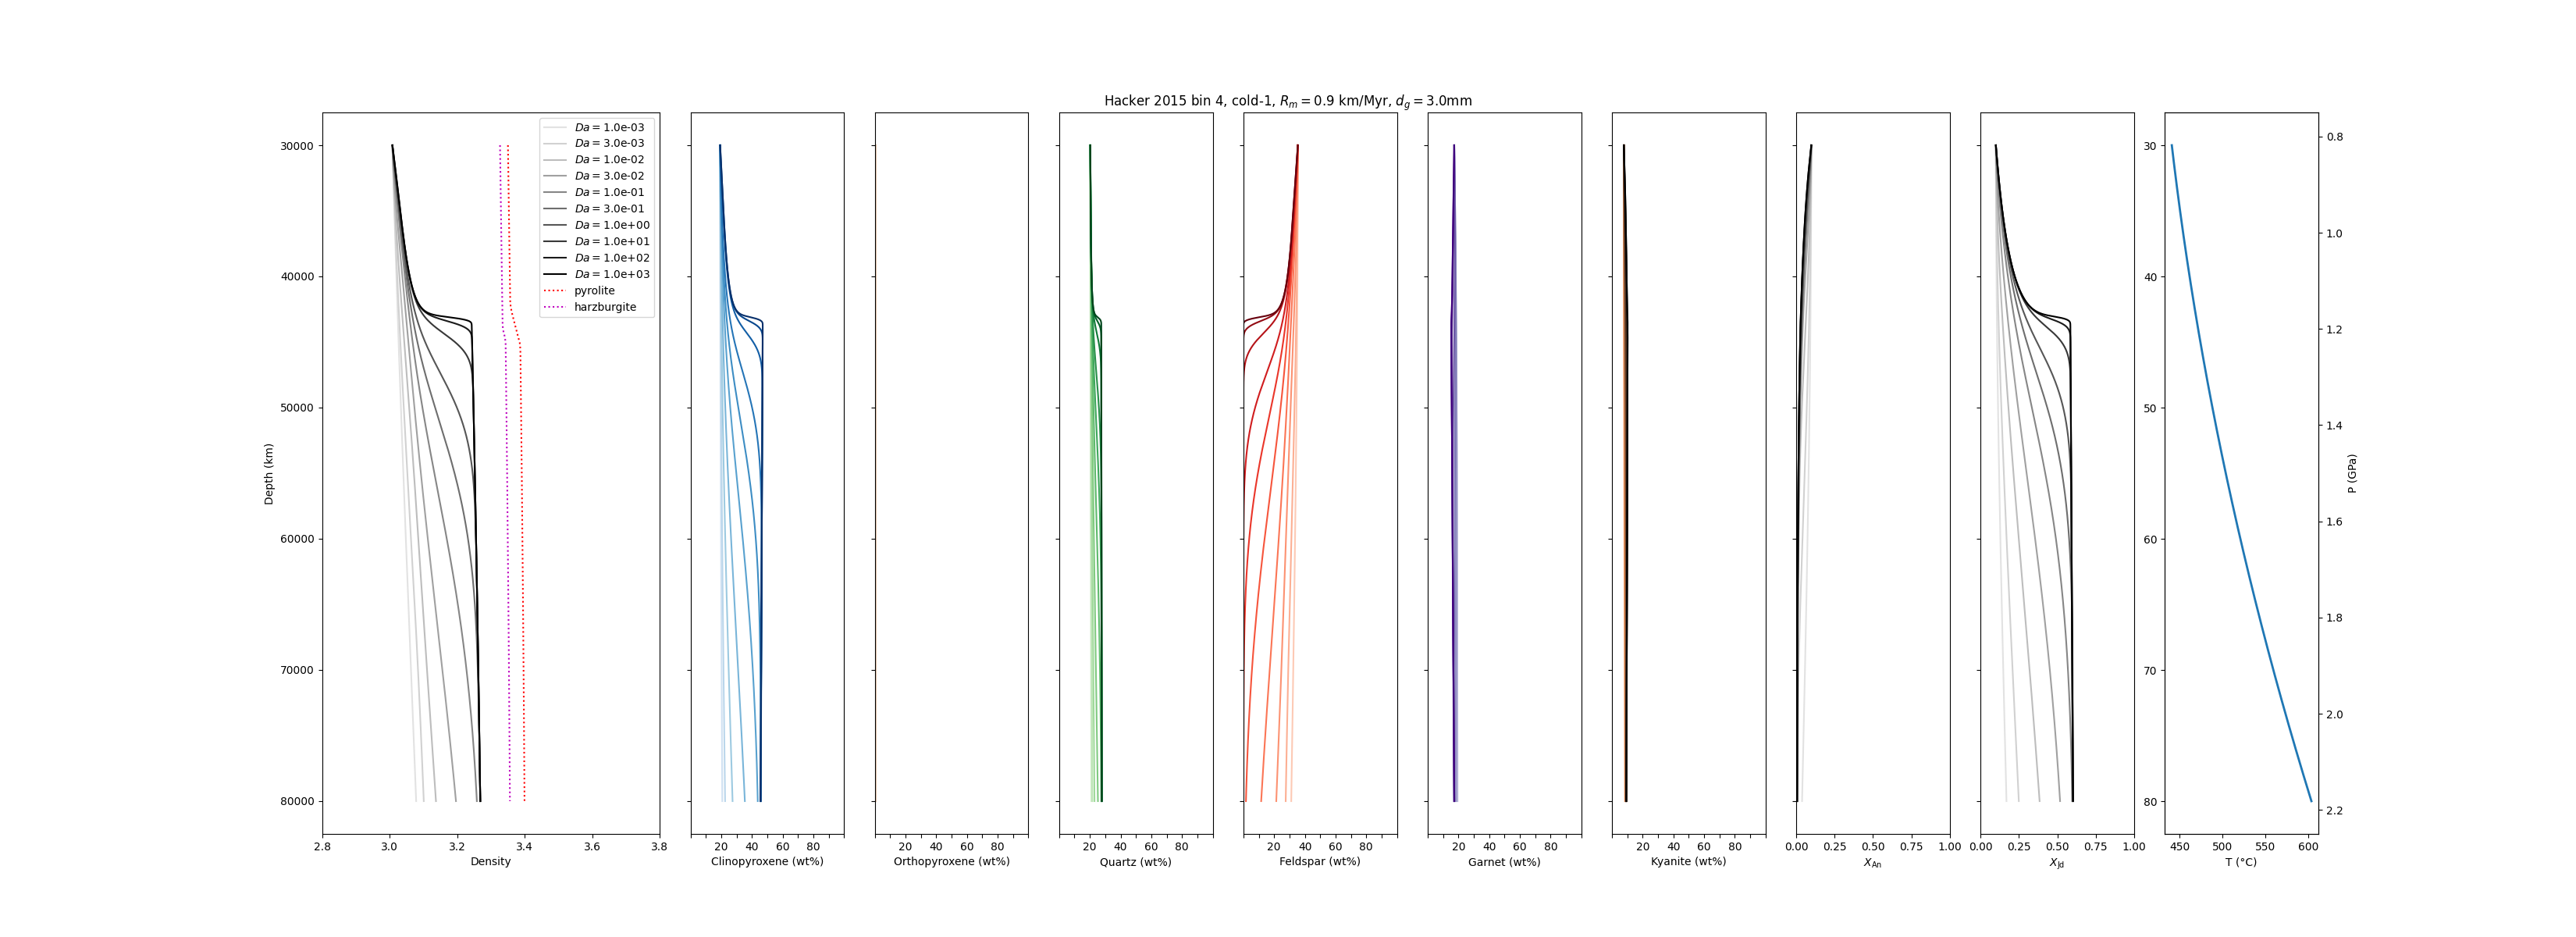 Hacker 2015 bin 4, cold-1, Rm = 0.9 km/Myr, dg = 3.0mm
Da = 1.0e-03
Da = 3.0e-03
Da = 1.0e-02
Da = 3.0e-02
Da = 1.0e-01
Da = 3.0e-01
Da = 1.0e+00
Da = 1.0e+01
Da = 1.0e+02
Da = 1.0e+03
pyrolite
harzburgite
Depth (km)
30000
40000
50000
60000
70000
80000
2.8 3.0 3.2 3.4 3.6 3.8
Density
20 40 60 80
Clinopyroxene (wt%)
20 40 60 80
Orthopyroxene (wt%)
20 40 60 80
Quartz (wt%)
20 40 60 80
Feldspar (wt%)
20 40 60 80
Garnet (wt%)
20 40 60 80
Kyanite (wt%)
0.00 0.25 0.50 0.75 1.00
XAn
0.00 0.25 0.50 0.75 1.00
XJd
30
40
50
60
70
80
450 500 550 600
T (°C)
0.8
1.0
1.2
1.4
1.6
1.8
2.0
2.2
P (GPa)